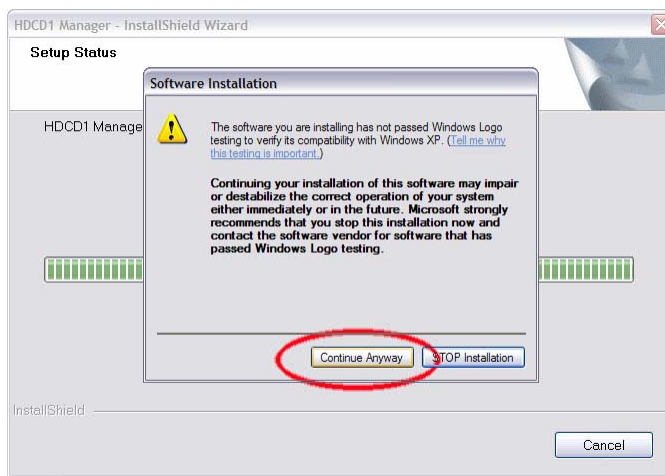 HDCD1 Manager - InstallShield Wizard
Setup Status
Software Installation
HDCD1 Manage
The software you are installing has not passed Windows Logo
testing to verify its compatibility with Windows XP. (Tell me why
this testing is important.)
Continuing your installation of this software may impair
or destabilize the correct operation of your system
either immediately or in the future. Microsoft strongly
recommends that you stop this installation now and
contact the software vendor for software that has
passed Windows Logo testing.
Continue Anyway
STOP Installation
InstallShield
Cancel